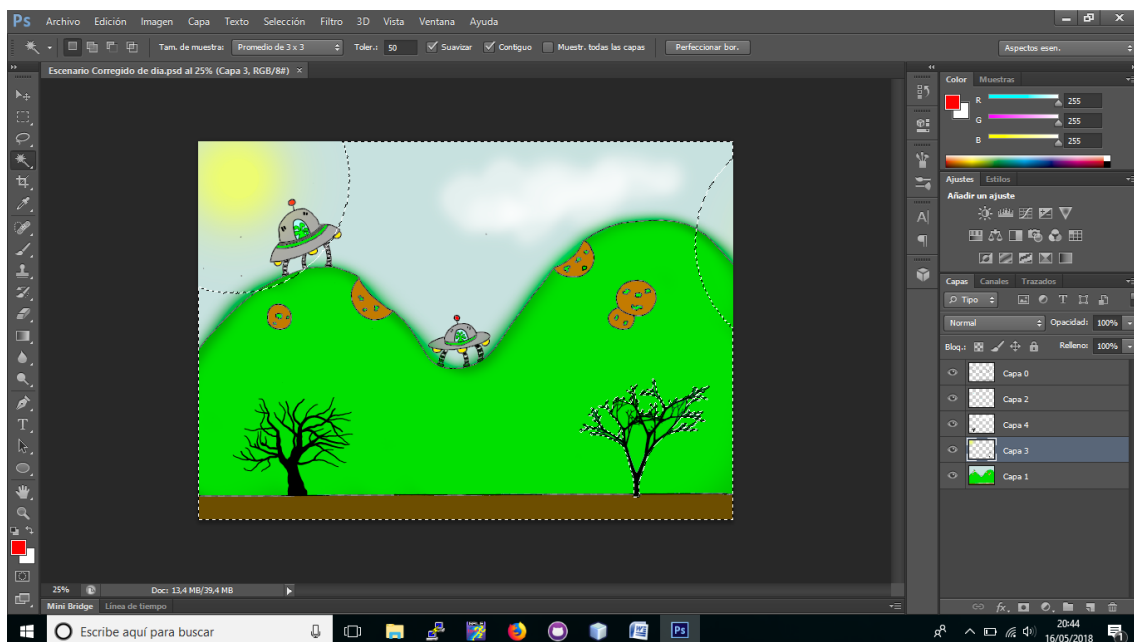 Ps Archivo Edición Imagen Capa Texto Selección Filtro 3D Vista Ventana Ayuda
Tam. de muestra: Promedio de 3 x 3 Toler.: 50 Suavizar Contiguo Muestr. todas las capas Perfeccionar bor. Aspectos esen.
Escenario Corregido de dia.psd al 25% (Capa 3, RGB/8#) ×
Color Muestras
R 255
G 255
B 255
Ajustes Estilos
Añadir un ajuste
Capas Canales Trazados
Tipo
Normal Opacidad: 100%
Bloq.: Relleno: 100%
Capa 0
Capa 2
Capa 4
Capa 3
Capa 1
25% Doc: 13,4 MB/39,4 MB
Mini Bridge Línea de tiempo
fx
Escribe aquí para buscar
Ps
20:44
16/05/2018